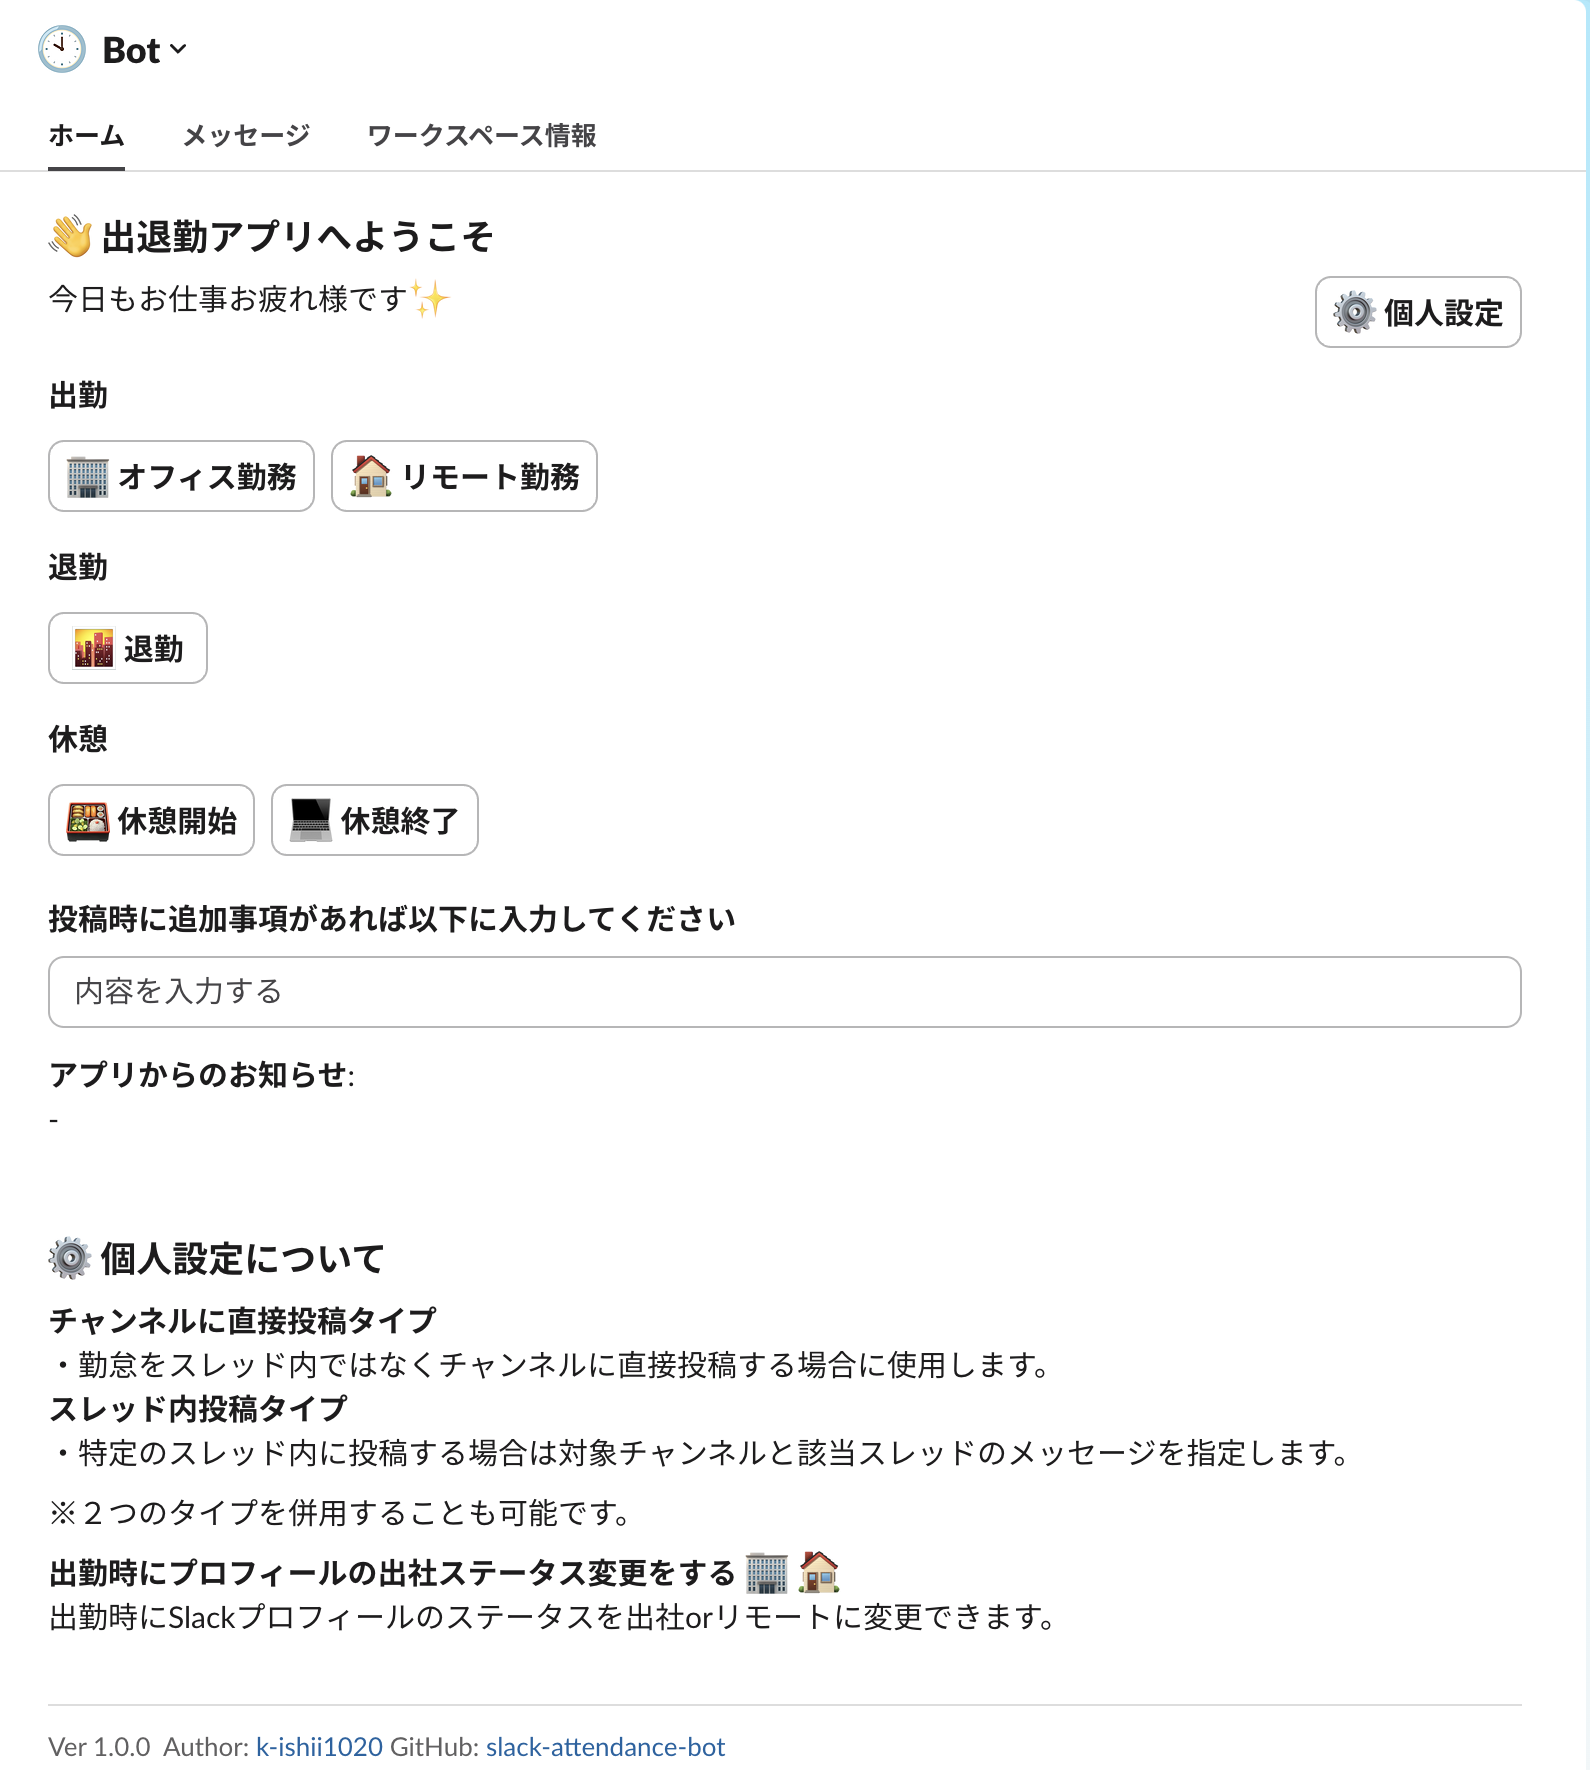 Bot
ホーム メッセージ ワークスペース情報
👋 出退勤アプリへようこそ
今日もお仕事お疲れ様です✨
⚙️ 個人設定
出勤
🏢 オフィス勤務 🏠 リモート勤務
退勤
🌇 退勤
休憩
🍱 休憩開始 💻 休憩終了
投稿時に追加事項があれば以下に入力してください
内容を入力する
アプリからのお知らせ:
-
⚙️ 個人設定について
チャンネルに直接投稿タイプ
・勤怠をスレッド内ではなくチャンネルに直接投稿する場合に使用します。
スレッド内投稿タイプ
・特定のスレッド内に投稿する場合は対象チャンネルと該当スレッドのメッセージを指定します。
※２つのタイプを併用することも可能です。
出勤時にプロフィールの出社ステータス変更をする 🏢 🏠
出勤時にSlackプロフィールのステータスを出社orリモートに変更できます。
Ver 1.0.0 Author: k-ishii1020 GitHub: slack-attendance-bot